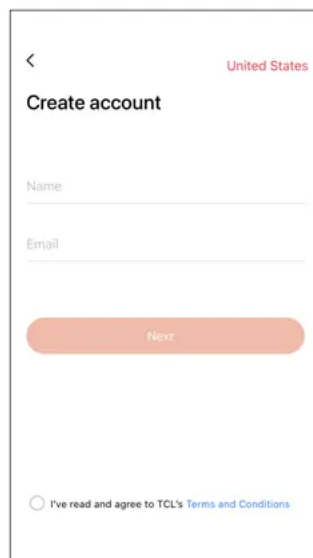 United States
Create account
Name
Email
Next
I've read and agree to TCL's Terms and Conditions